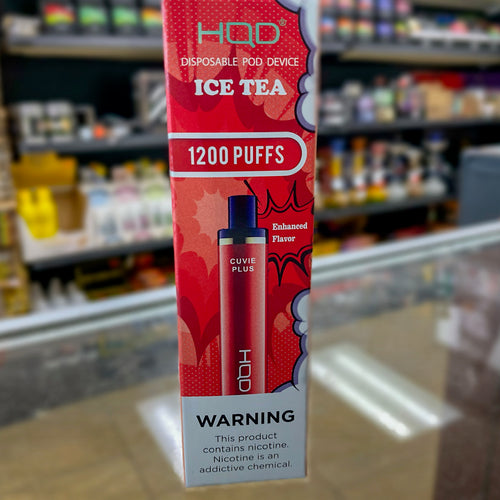 HQD®
DISPOSABLE POD DEVICE
ICE TEA
1200 PUFFS
Enhanced
Flavor
CUVIE
PLUS
HQD
WARNING
This product
contains nicotine.
Nicotine is an
addictive chemical.